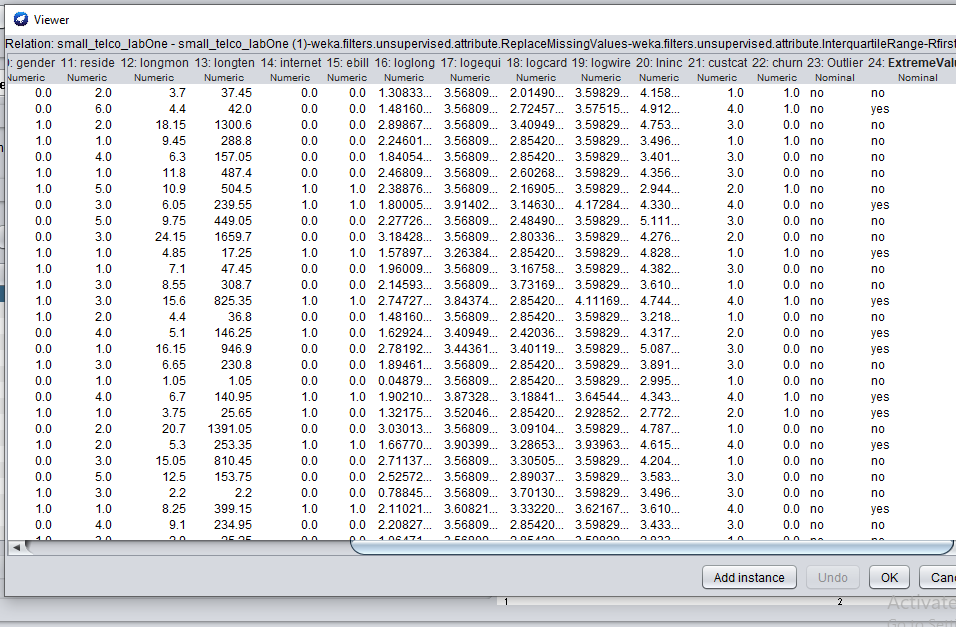 Viewer
Relation: small_telco_labOne - small_telco_labOne (1)-weka.filters.unsupervised.attribute.ReplaceMissingValues-weka.filters.unsupervised.attribute.InterquartileRange-Rfirst
): gender 11: reside 12: longmon 13: longten 14: internet 15: ebill 16: loglong 17: logequi 18: logcard 19: logwire 20: lninc 21: custcat 22: churn 23: Outlier 24: ExtremeVal
Numeric Numeric Numeric Numeric Numeric Numeric Numeric Numeric Numeric Numeric Numeric Numeric Numeric Nominal Nominal
0.0 2.0 3.7 37.45 0.0 0.0 1.30833... 3.56809... 2.01490... 3.59829... 4.158... 1.0 1.0 no no
0.0 6.0 4.4 42.0 0.0 0.0 1.48160... 3.56809... 2.72457... 3.57515... 4.912... 4.0 1.0 no yes
1.0 2.0 18.15 1300.6 0.0 0.0 2.89867... 3.56809... 3.40949... 3.59829... 4.753... 3.0 0.0 no no
1.0 1.0 9.45 288.8 0.0 0.0 2.24601... 3.56809... 2.85420... 3.59829... 3.496... 1.0 1.0 no no
0.0 4.0 6.3 157.05 0.0 0.0 1.84054... 3.56809... 2.85420... 3.59829... 3.401... 3.0 0.0 no no
1.0 1.0 11.8 487.4 0.0 0.0 2.46809... 3.56809... 2.60268... 3.59829... 4.356... 3.0 0.0 no no
1.0 5.0 10.9 504.5 1.0 1.0 2.38876... 3.56809... 2.16905... 3.59829... 2.944... 2.0 1.0 no no
0.0 3.0 6.05 239.55 1.0 1.0 1.80005... 3.91402... 3.14630... 4.17284... 4.330... 4.0 0.0 no yes
0.0 5.0 9.75 449.05 0.0 0.0 2.27726... 3.56809... 2.48490... 3.59829... 5.111... 3.0 0.0 no no
0.0 3.0 24.15 1659.7 0.0 0.0 3.18428... 3.56809... 2.80336... 3.59829... 4.276... 2.0 0.0 no no
0.0 1.0 4.85 17.25 1.0 1.0 1.57897... 3.26384... 2.85420... 3.59829... 4.828... 1.0 1.0 no yes
1.0 1.0 7.1 47.45 0.0 0.0 1.96009... 3.56809... 3.16758... 3.59829... 4.382... 3.0 0.0 no no
1.0 3.0 8.55 308.7 0.0 0.0 2.14593... 3.56809... 3.73169... 3.59829... 3.610... 1.0 0.0 no no
1.0 3.0 15.6 825.35 1.0 1.0 2.74727... 3.84374... 2.85420... 4.11169... 4.744... 4.0 1.0 no yes
1.0 2.0 4.4 36.8 0.0 0.0 1.48160... 3.56809... 2.85420... 3.59829... 3.218... 1.0 0.0 no no
0.0 4.0 5.1 146.25 1.0 0.0 1.62924... 3.40949... 2.42036... 3.59829... 4.317... 2.0 0.0 no yes
1.0 1.0 16.15 946.9 1.0 0.0 2.78192... 3.44361... 3.40119... 3.59829... 5.087... 3.0 0.0 no yes
1.0 3.0 6.65 230.8 0.0 0.0 1.89461... 3.56809... 2.85420... 3.59829... 3.891... 3.0 0.0 no no
0.0 1.0 1.05 1.05 0.0 0.0 0.04879... 3.56809... 2.85420... 3.59829... 2.995... 1.0 0.0 no no
0.0 4.0 6.7 140.95 1.0 0.0 1.90210... 3.87328... 3.18841... 3.64544... 4.343... 4.0 1.0 no yes
1.0 1.0 3.75 25.65 1.0 0.0 1.32175... 3.52046... 2.85420... 2.92852... 2.772... 2.0 1.0 no yes
0.0 2.0 20.7 1391.05 0.0 0.0 3.03013... 3.56809... 3.09104... 3.59829... 4.787... 1.0 0.0 no no
1.0 2.0 5.3 253.35 1.0 1.0 1.66770... 3.90399... 3.28653... 3.93963... 4.615... 4.0 0.0 no yes
0.0 3.0 15.05 810.45 0.0 0.0 2.71137... 3.56809... 3.30505... 3.59829... 4.204... 1.0 0.0 no no
0.0 5.0 12.5 153.75 0.0 0.0 2.52572... 3.56809... 2.89037... 3.59829... 3.583... 3.0 0.0 no no
1.0 3.0 2.2 2.2 0.0 0.0 0.78845... 3.56809... 3.70130... 3.59829... 3.496... 3.0 0.0 no no
1.0 1.0 8.25 399.15 1.0 1.0 2.11021... 3.60821... 3.33220... 3.62167... 3.610... 4.0 0.0 no yes
0.0 4.0 9.1 234.95 0.0 0.0 2.20827... 3.56809... 2.85420... 3.59829... 3.433... 3.0 0.0 no no
Add instance Undo OK Can
1 2
Activate